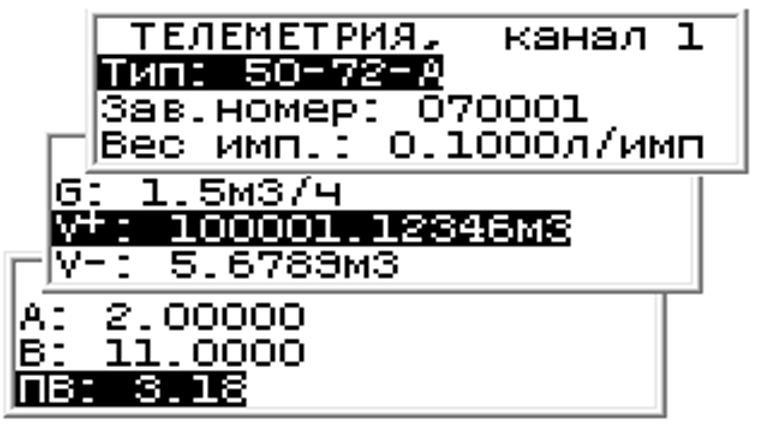 ТЕЛЕМЕТРИЯ, канал 1
Тип: 50-72-А
Зав.номер: 070001
Вес имп.: 0.1000л/имп
G: 1.5м3/ч
V+: 100001.12346м3
V-: 5.6789м3
А: 2.00000
В: 11.0000
ПВ: 3.18